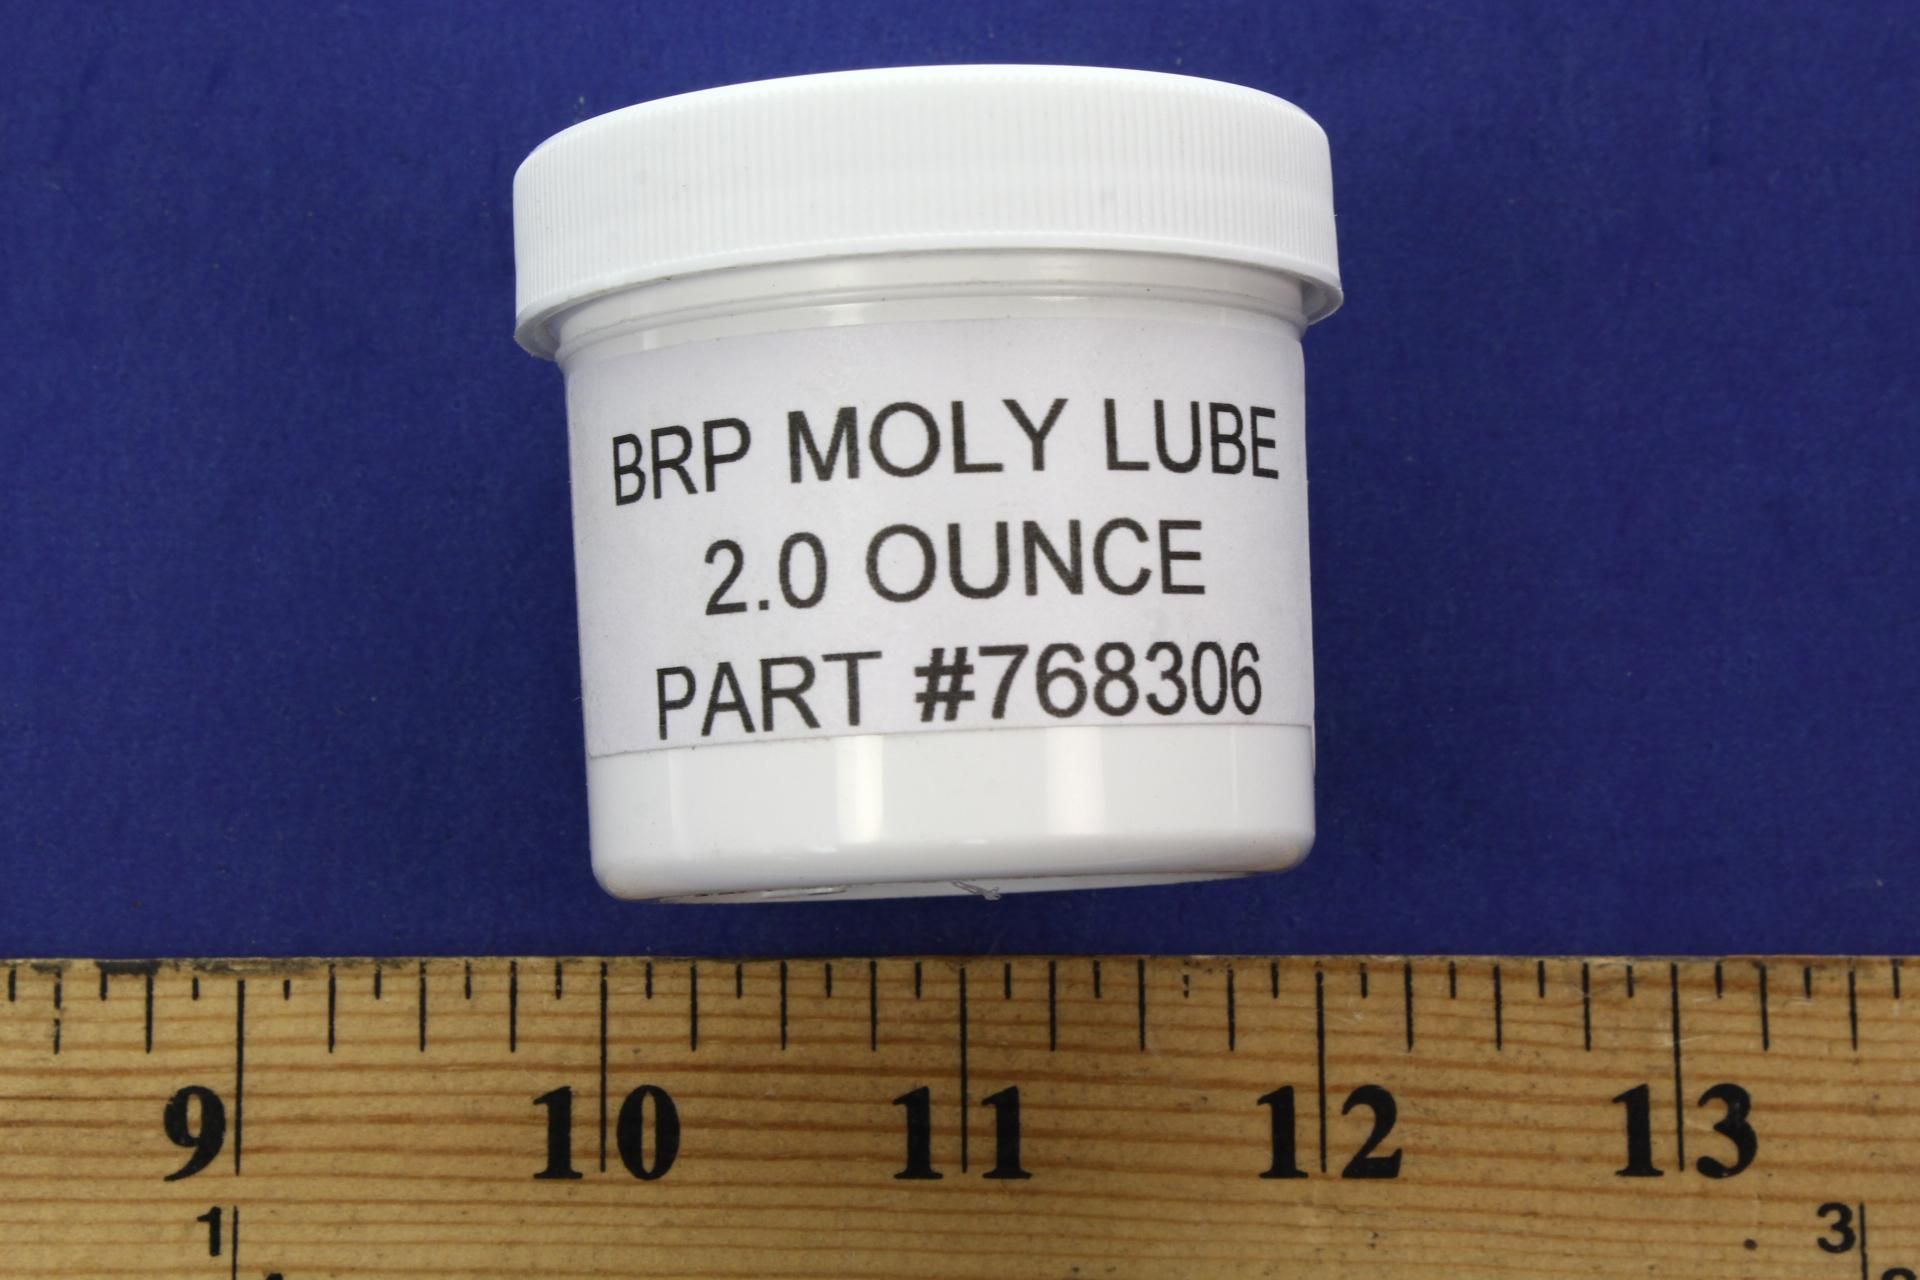 BRP MOLY LUBE
2.0 OUNCE
PART #768306
9 10 11 12 13
1 3